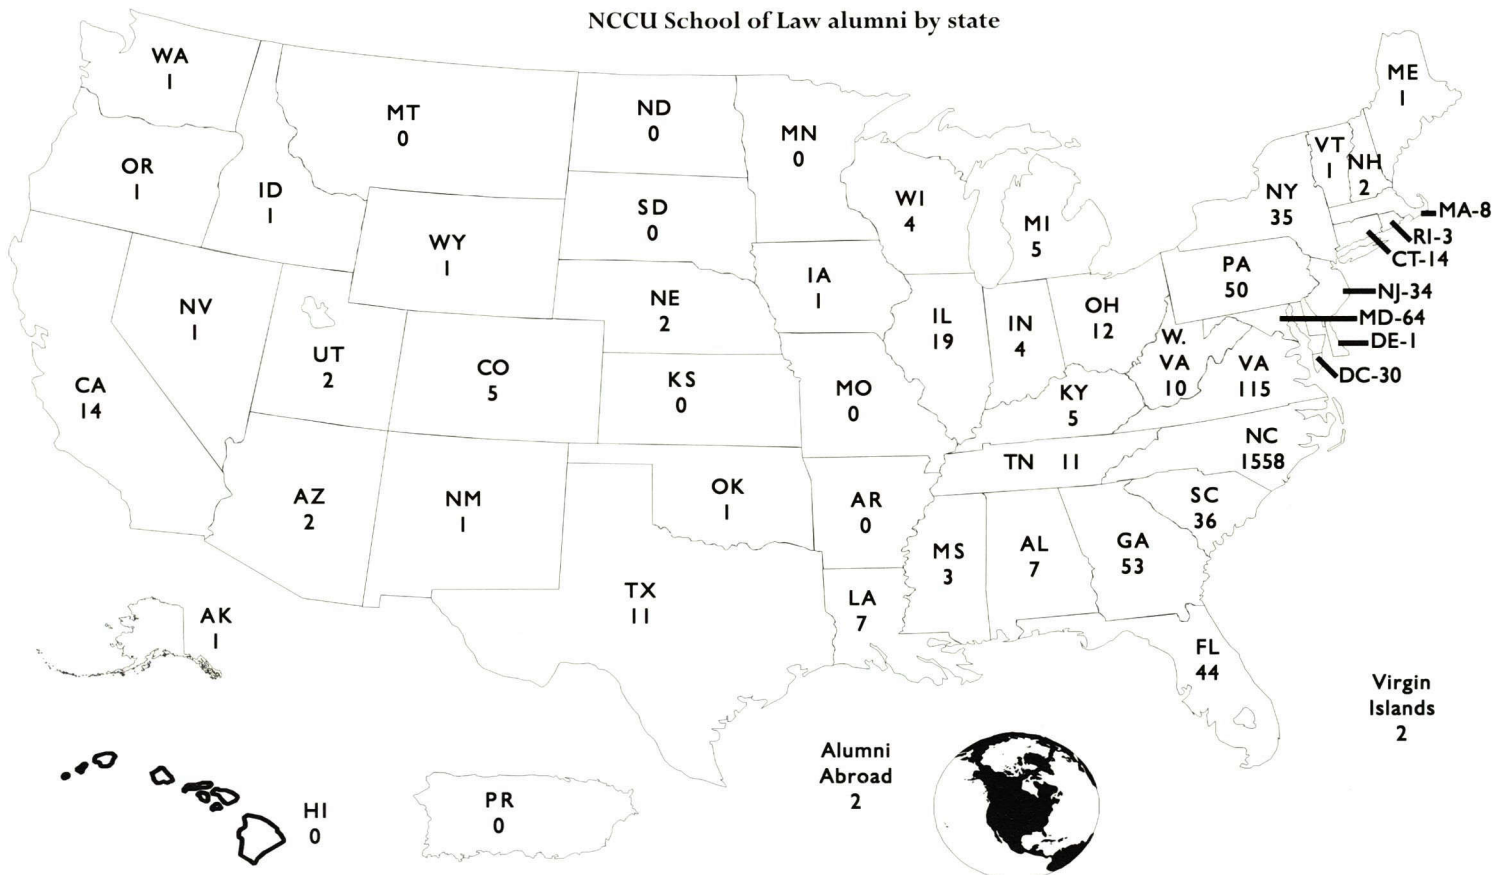 NCCU School of Law alumni by state
WA
1
MT
0
ND
0
MN
0
ME
1
OR
1
ID
1
WY
1
SD
0
WI
4
MI
5
NY
35
VT
1
NH
2
MA-8
RI-3
CT-14
NJ-34
MD-64
DE-1
DC-30
CA
14
NV
1
UT
2
CO
5
NE
2
KS
0
IA
1
MO
0
IL
19
IN
4
OH
12
PA
50
W.
VA
10
VA
115
KY
5
NC
1558
TN 11
SC
36
AZ
2
NM
1
OK
1
AR
0
MS
3
AL
7
GA
53
TX
11
LA
7
FL
44
AK
1
HI
0
PR
0
Alumni
Abroad
2
Virgin
Islands
2